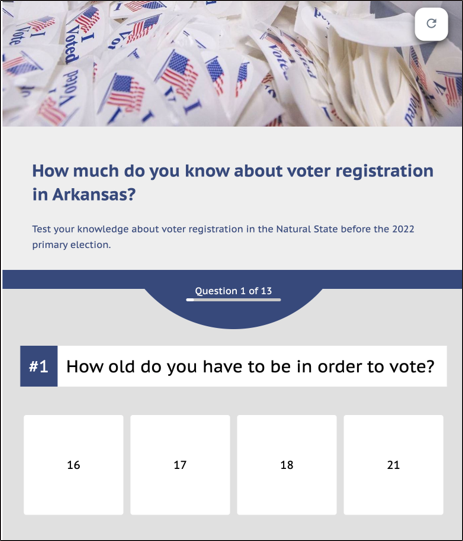 I Voted
I Voted
I Voted
How much do you know about voter registration
in Arkansas?
Test your knowledge about voter registration in the Natural State before the 2022
primary election.
Question 1 of 13
#1 How old do you have to be in order to vote?
16 17 18 21